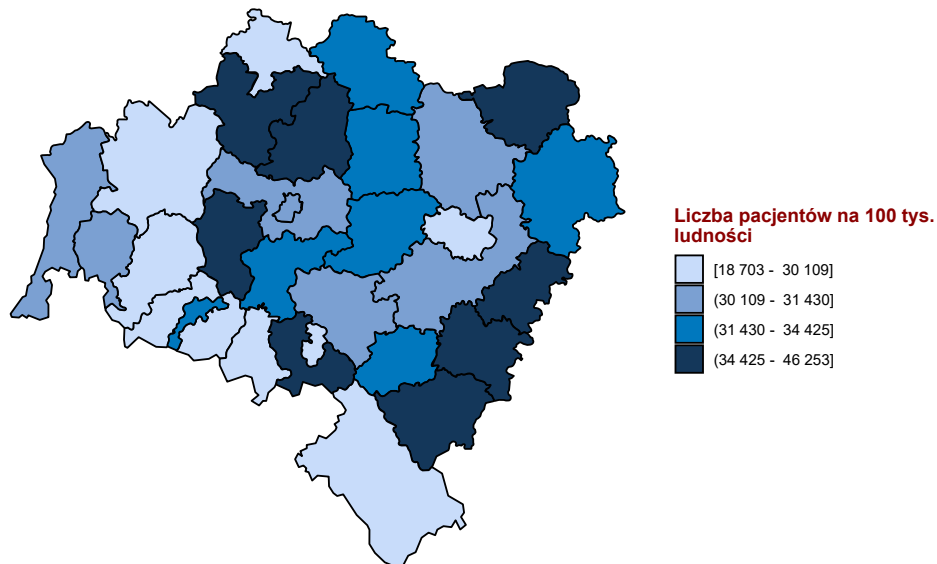 Liczba pacjentów na 100 tys.
ludności
[18 703 - 30 109]
(30 109 - 31 430]
(31 430 - 34 425]
(34 425 - 46 253]